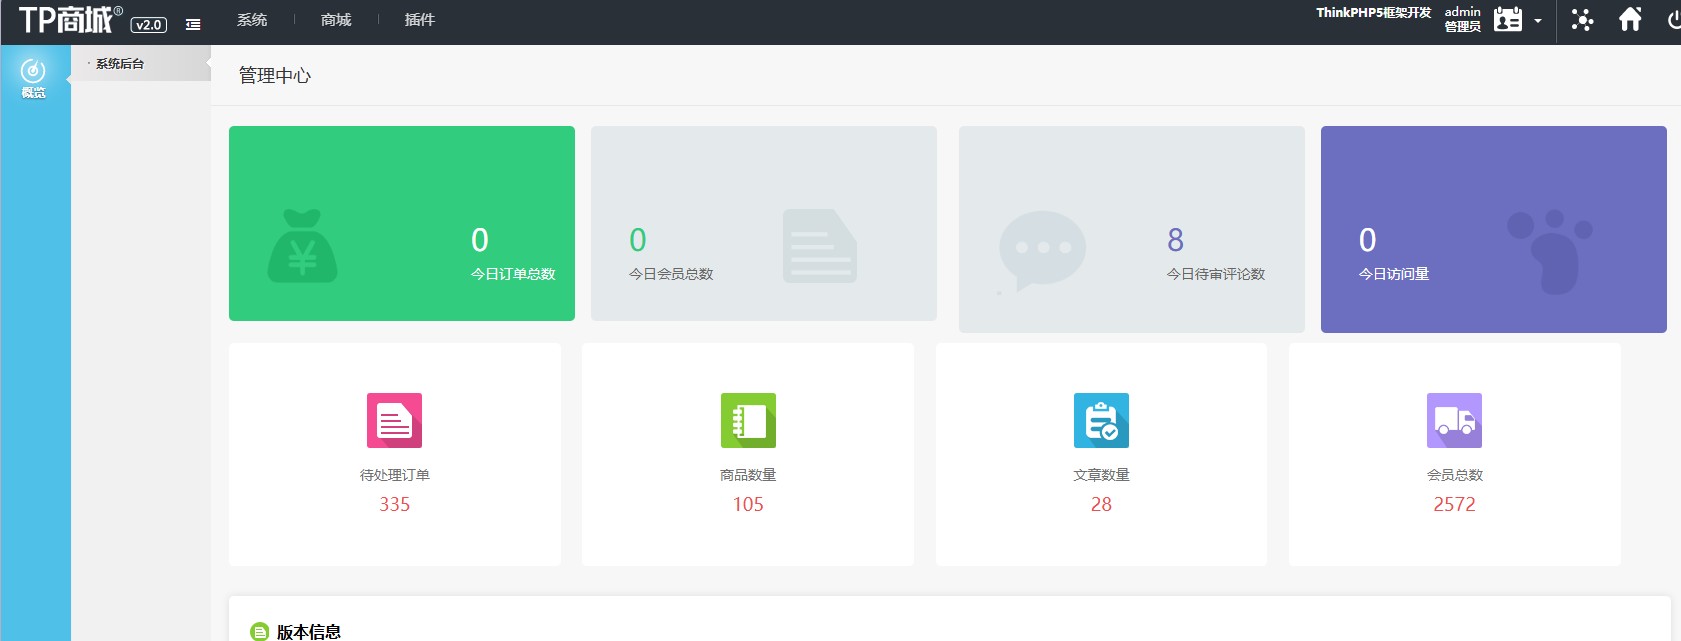 TP商城® v2.0 系统 商城 插件 ThinkPHP5框架开发 admin
管理员
概览
· 系统后台
管理中心
0
今日订单总数
0
今日会员总数
8
今日待审评论数
0
今日访问量
待处理订单
335
商品数量
105
文章数量
28
会员总数
2572
版本信息